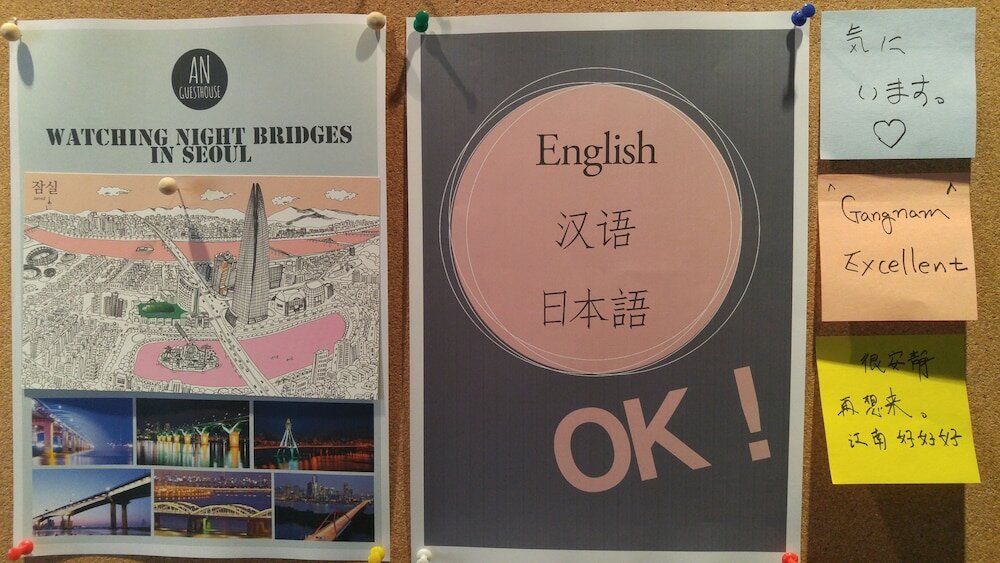 AN
GUESTHOUSE
WATCHING NIGHT BRIDGES
IN SEOUL
잠실
English
汉语
日本語
OK!
気に
います。
♡
^ ^
Gangnam
Excellent
很安静
再想来。
江南好好好